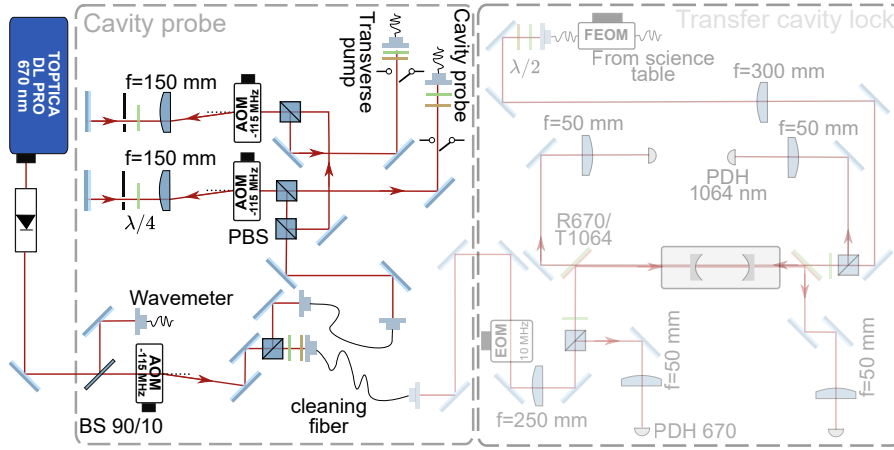 Cavity probe
Transfer cavity lock
TOPTICA
DL PRO
670 nm
f=150 mm
AOM
-115 MHz
Transverse
pump
Cavity probe
λ/2
FEOM
From science
table
f=300 mm
f=50 mm
f=50 mm
PDH
1064 nm
f=150 mm
AOM
-115 MHz
λ/4
PBS
R670/
T1064
Wavemeter
EOM
10 MHz
AOM
-115 MHz
BS 90/10
cleaning
fiber
f=250 mm
f=50 mm
f=50 mm
PDH 670